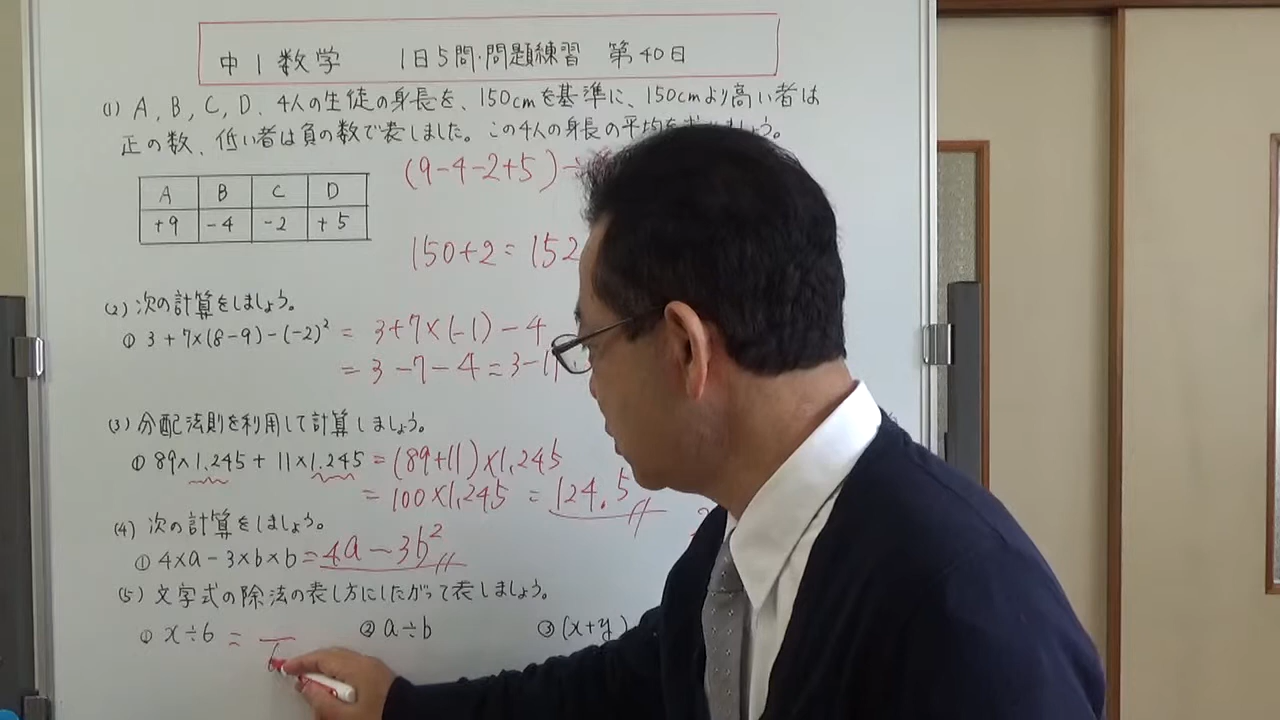 中1数学 1日5問・問題練習 第40日
(1) A, B, C, D、4人の生徒の身長を、150cmを基準に、150cmより高い者は
正の数、低い者は負の数で表しました。この4人の身長の平均を
(9-4-2+5)÷
A B C D
+9 -4 -2 +5
150+2=152
(2) 次の計算をしましょう。
① 3+7×(8-9)-(-2)² = 3+7×(-1)-4
= 3-7-4=3-11
(3) 分配法則を利用して計算しましょう。
① 89×1.245+11×1.245=(89+11)×1.245
= 100×1.245 = 124.5
(4) 次の計算をしましょう。
① 4×a-3×b×b=4a-3b²
(5) 文字式の除法の表し方にしたがって表しましょう。
① x÷6 = /6 ② a÷b ③ (x+y)